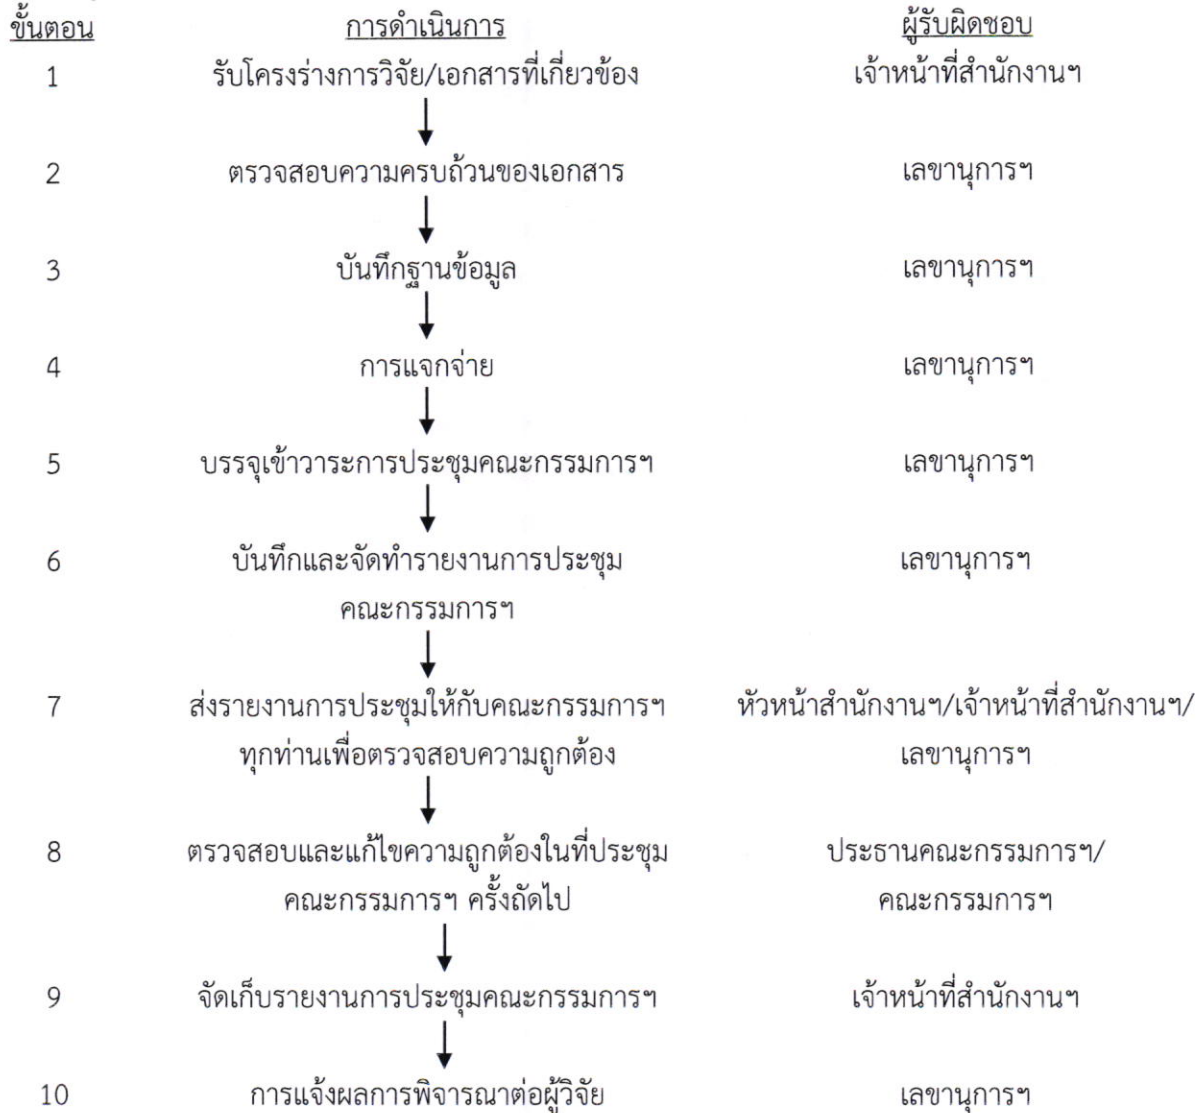 ขั้นตอน การดำเนินการ ผู้รับผิดชอบ
1 รับโครงร่างการวิจัย/เอกสารที่เกี่ยวข้อง เจ้าหน้าที่สำนักงานฯ
2 ตรวจสอบความครบถ้วนของเอกสาร เลขานุการฯ
3 บันทึกฐานข้อมูล เลขานุการฯ
4 การแจกจ่าย เลขานุการฯ
5 บรรจุเข้าวาระการประชุมคณะกรรมการฯ เลขานุการฯ
6 บันทึกและจัดทำรายงานการประชุม เลขานุการฯ
คณะกรรมการฯ
7 ส่งรายงานการประชุมให้กับคณะกรรมการฯ หัวหน้าสำนักงานฯ/เจ้าหน้าที่สำนักงานฯ/
ทุกท่านเพื่อตรวจสอบความถูกต้อง เลขานุการฯ
8 ตรวจสอบและแก้ไขความถูกต้องในที่ประชุม ประธานคณะกรรมการฯ/
คณะกรรมการฯ ครั้งถัดไป คณะกรรมการฯ
9 จัดเก็บรายงานการประชุมคณะกรรมการฯ เจ้าหน้าที่สำนักงานฯ
10 การแจ้งผลการพิจารณาต่อผู้วิจัย เลขานุการฯ